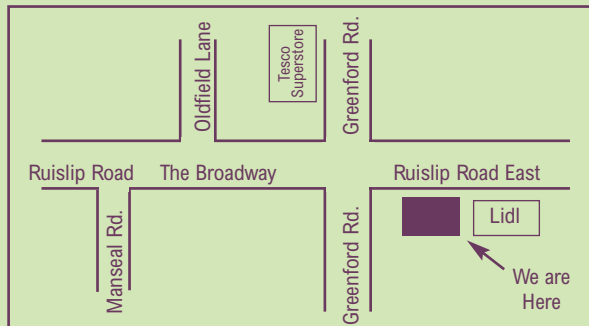 Oldfield Lane
Tesco
Superstore
Greenford Rd.
Ruislip Road
The Broadway
Ruislip Road East
Manseal Rd.
Greenford Rd.
Lidl
We are
Here